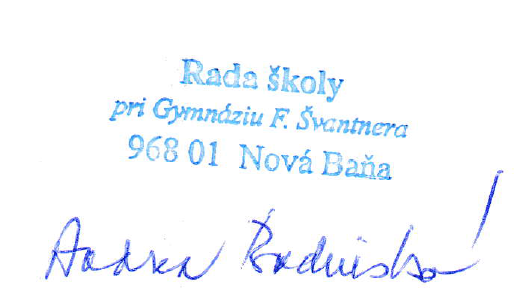 Rada školy
pri Gymnáziu F. Švantnera
968 01 Nová Baňa